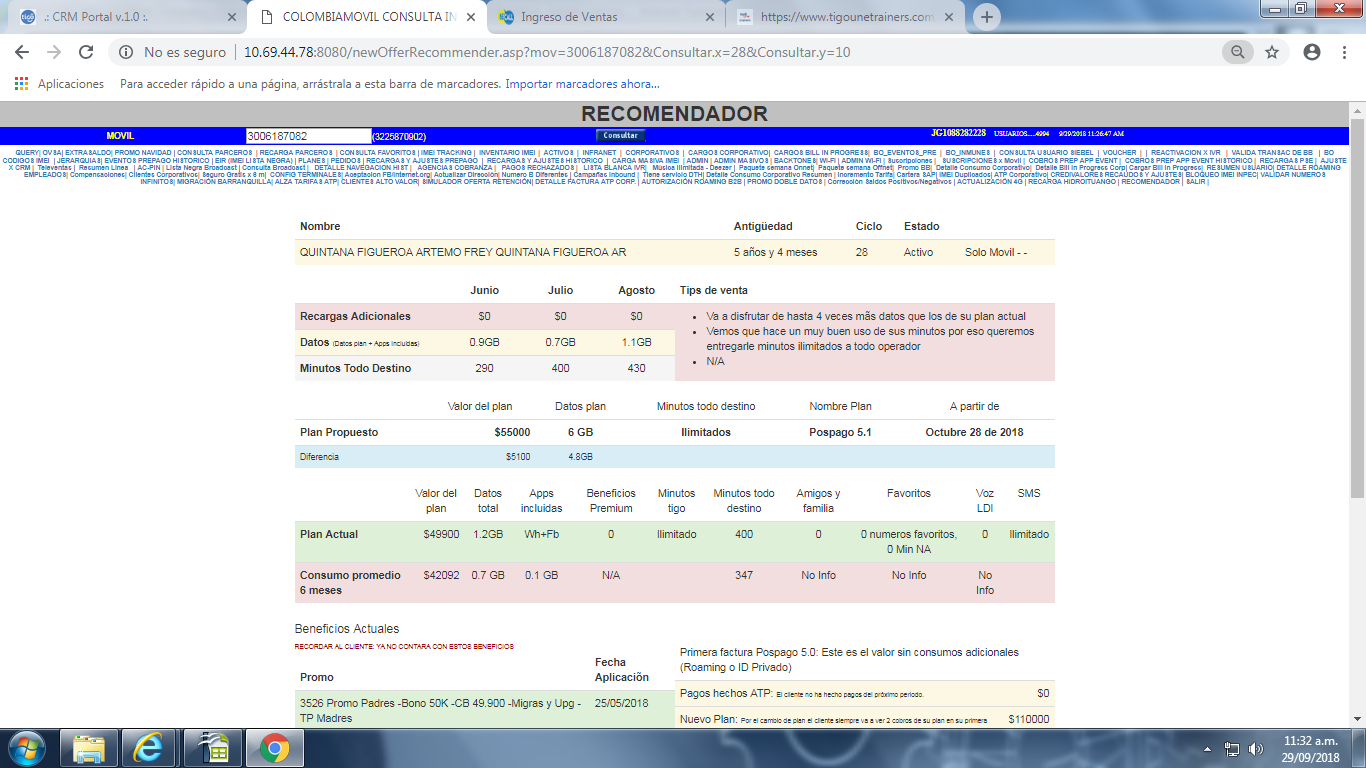 .: CRM Portal v.1.0 :.
COLOMBIAMOVIL CONSULTA IN
Ingreso de Ventas
https://www.tigounetrainers.com
No es seguro | 10.69.44.78:8080/newOfferRecommender.asp?mov=3006187082&Consultar.x=28&Consultar.y=10
Aplicaciones Para acceder rápido a una página, arrástrala a esta barra de marcadores. Importar marcadores ahora...
RECOMENDADOR
MOVIL 3006187082 (3225870902) Consultar JG1088282228 USUARIOS.....4994 9/29/2018 11:26:47 AM
QUERY| OV8A| EXTRASALDO| PROMO NAVIDAD | CONSULTA PARCEROS | RECARGA PARCEROS | CONSULTA FAVORITOS | IMEI TRACKING | INVENTARIO IMEI | ACTIVOS | INFRANET | CORPORATIVOS | CARGOS CORPORATIVO| CARGOS BILL IN PROGRESS| BO_EVENTOS_PRE | BO_INMUNES | CONSULTA USUARIO SIEBEL | VOUCHER | | REACTIVACION X IVR | VALIDA TRANSAC DE BB | BO
CODIGOS IMEI | JERARQUIAS| EVENTOS PREPAGO HISTORICO | EIR (IMEI LISTA NEGRA) | PLANES | PEDIDOS | RECARGAS Y AJUSTES PREPAGO | RECARGAS Y AJUSTES HISTORICO | CARGA MASIVA IMEI | ADMIN | ADMIN MASIVOS | BACKTONES| WI-FI | ADMIN WI-FI | Suscripciones | SUSCRIPCIONES x Movil | COBROS PREP APP EVENT | COBROS PREP APP EVENT HISTORICO | RECARGAS PSE | AJUSTE
X CRM | Televentas | Resumen Linea | AC-PIN | Lista Negra Broadcast | Consulta Broadcast | DETALLE NAVEGACION HIST | AGENCIAS COBRANZA | PAGOS RECHAZADOS | LISTA BLANCA IVR| Música Ilimitada - Deezer | Paquete semana Onnet| Paquete semana Offnet| Promo BB| Detalle Consumo Corporativo| Detalle Bill In Progress Corp| Cargar Bill In Progress| RESUMEN USUARIO| DETALLE ROAMING
EMPLEADOS| Compensaciones| Clientes Corporativos| Seguro Gratis x 6 m| CONFIG TERMINALES| Aceptacion FB(Internet.org)| Actualizar Dirección| Numero B Diferentes | Campañas Inbound | Tiene servicio DTH| Detalle Consumo Corporativo Resumen | Incremento Tarifa| Cartera SAP| IMEI Duplicados| ATP Corporativo| CREDIVALORES RECAUDOS Y AJUSTES| BLOQUEO IMEI INPEC| VALIDAR NUMEROS
INFINITOS| MIGRACIÓN BARRANQUILLA| ALZA TARIFAS ATP| CLIENTES ALTO VALOR| SIMULADOR OFERTA RETENCIÓN| DETALLE FACTURA ATP CORP. | AUTORIZACIÓN ROAMING B2B | PROMO DOBLE DATOS | Corrección Saldos Positivos/Negativos | ACTUALIZACIÓN 4G | RECARGA HIDROITUANGO | RECOMENDADOR | SALIR |
Nombre Antigüedad Ciclo Estado
QUINTANA FIGUEROA ARTEMO FREY QUINTANA FIGUEROA AR 5 años y 4 meses 28 Activo Solo Movil - -
Junio Julio Agosto Tips de venta
Recargas Adicionales $0 $0 $0
Datos (Datos plan + Apps Incluidas) 0.9GB 0.7GB 1.1GB
Minutos Todo Destino 290 400 430
• Va a disfrutar de hasta 4 veces mãs datos que los de su plan actual
• Vemos que hace un muy buen uso de sus minutos por eso queremos
entregarle minutos ilimitados a todo operador
• N/A
Valor del plan Datos plan Minutos todo destino Nombre Plan A partir de
Plan Propuesto $55000 6 GB Ilimitados Pospago 5.1 Octubre 28 de 2018
Diferencia $5100 4.8GB
Valor del plan Datos total Apps incluidas Beneficios Premium Minutos tigo Minutos todo destino Amigos y familia Favoritos Voz LDI SMS
Plan Actual $49900 1.2GB Wh+Fb 0 Ilimitado 400 0 0 numeros favoritos, 0 Min NA 0 Ilimitado
Consumo promedio 6 meses $42092 0.7 GB 0.1 GB N/A 347 No Info No Info No Info
Beneficios Actuales
RECORDAR AL CLIENTE: YA NO CONTARA CON ESTOS BENEFICIOS
Promo Fecha Aplicaciòn
3526 Promo Padres -Bono 50K -CB 49.900 -Migras y Upg - 25/05/2018
TP Madres
Primera factura Pospago 5.0: Este es el valor sin consumos adicionales
(Roaming o ID Privado)
Pagos hechos ATP: El cliente no ha hecho pagos del próximo periodo. $0
Nuevo Plan: Por el cambio de plan el cliente siempre va a ver 2 cobros de su plan en su primera $110000
11:32 a.m.
29/09/2018